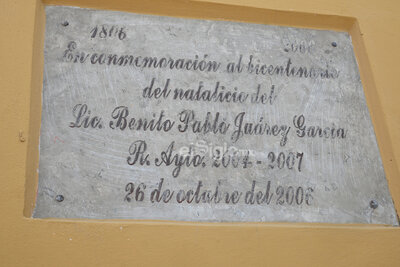 1806 2006
En conmemoración al bicentenario
del natalicio del
Lic. Benito Pablo Juárez García
R. Ayto. 2004 - 2007
26 de octubre del 2006